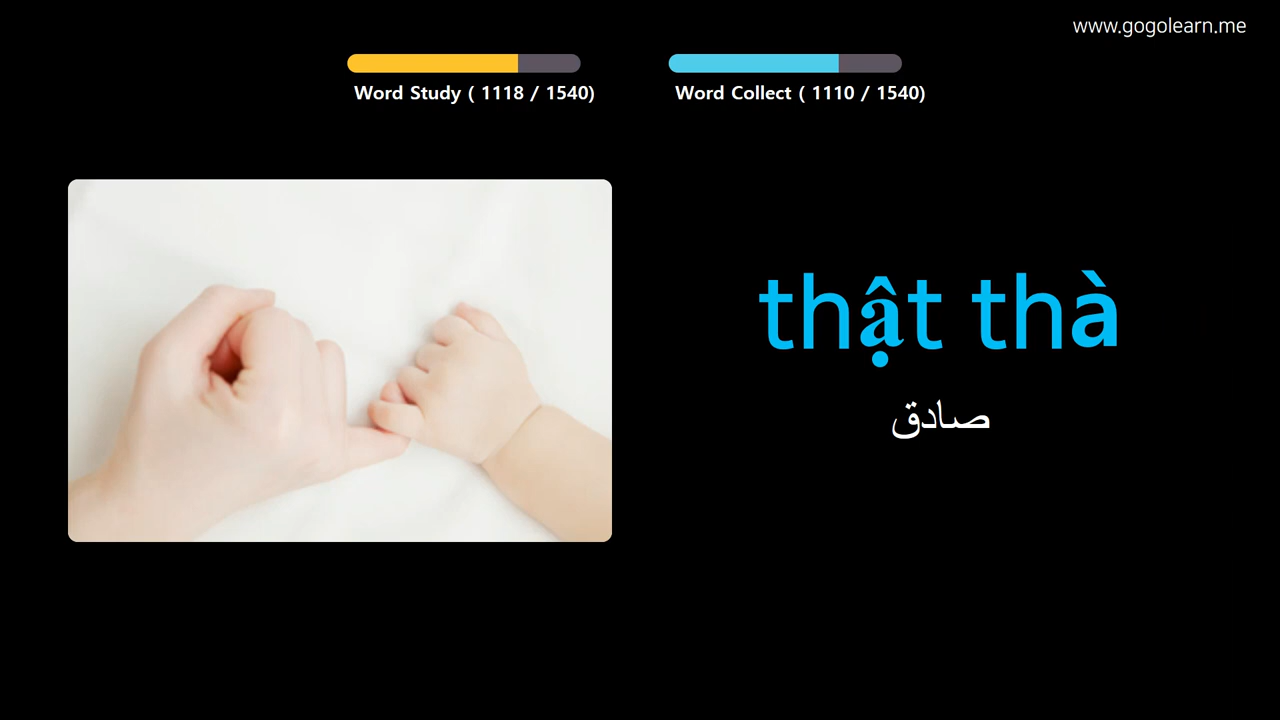 www.gogolearn.me
Word Study ( 1118 / 1540)
Word Collect ( 1110 / 1540)
thật thà
صادق